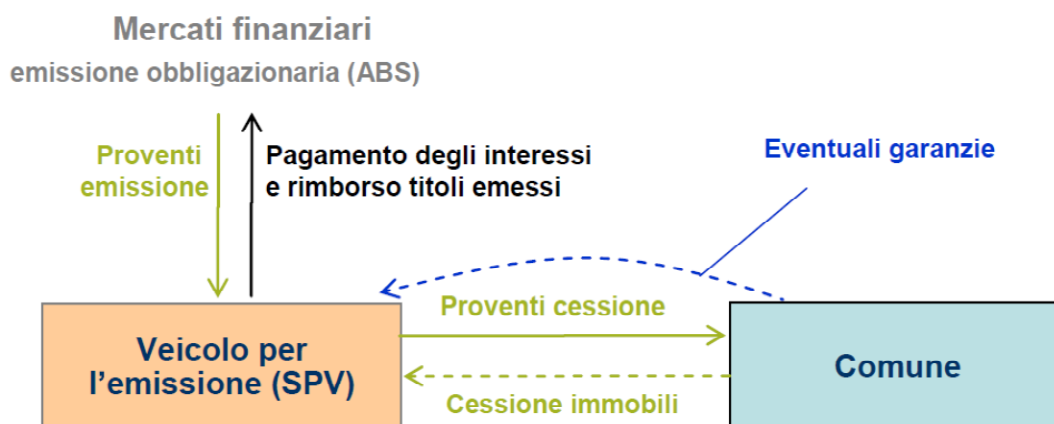 Mercati finanziari
emissione obbligazionaria (ABS)
Proventi
emissione
Pagamento degli interessi
e rimborso titoli emessi
Eventuali garanzie
Proventi cessione
Veicolo per
l'emissione (SPV)
Comune
Cessione immobili